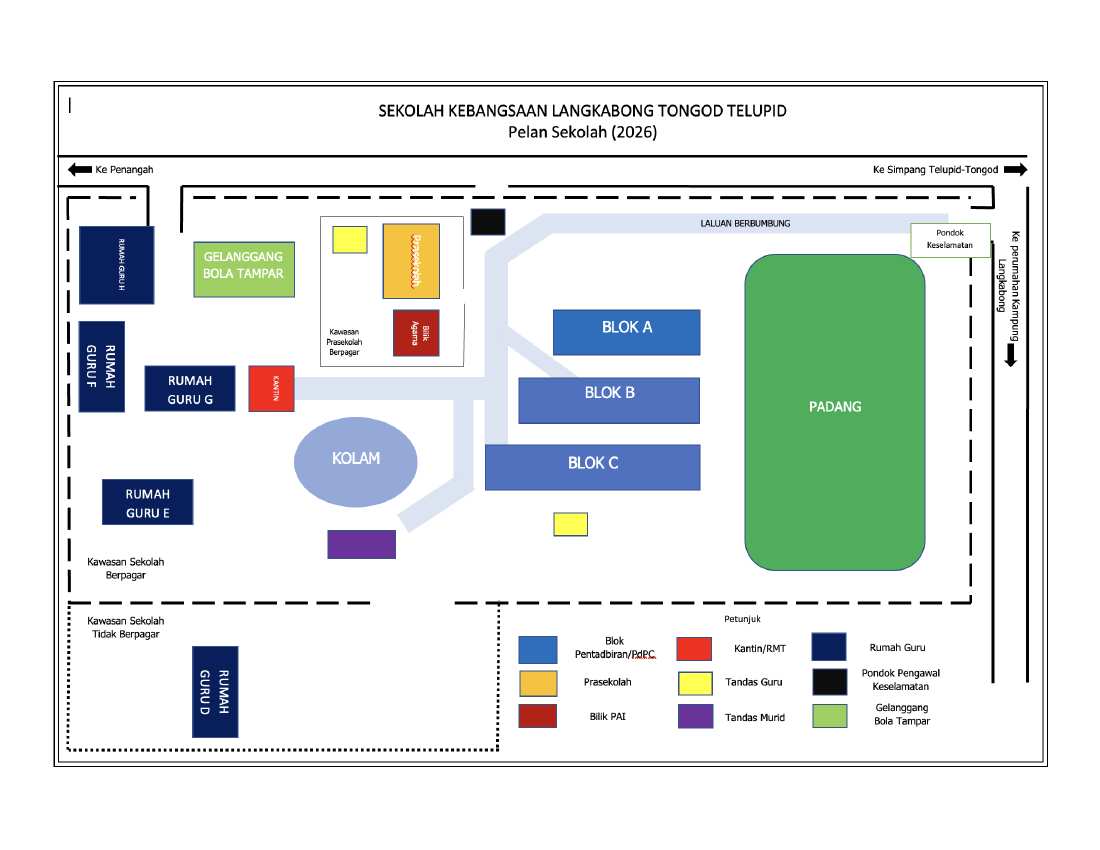 SEKOLAH KEBANGSAAN LANGKABONG TONGOD TELUPID
Pelan Sekolah (2026)
Ke Penangah
Ke Simpang Telupid-Tongod
LALUAN BERBUMBUNG
Pondok
Keselamatan
Ke perumahan Kampung
Langkabong
RUMAH GURU H
GELANGGANG
BOLA TAMPAR
Prasekolah
Bilik
Agama
Kawasan
Prasekolah
Berpagar
BLOK A
RUMAH
GURU F
RUMAH
GURU G
KANTIN
BLOK B
PADANG
KOLAM
BLOK C
RUMAH
GURU E
Kawasan Sekolah
Berpagar
Kawasan Sekolah
Tidak Berpagar
RUMAH
GURU D
Petunjuk
Blok
Pentadbiran/PdPC
Kantin/RMT
Rumah Guru
Prasekolah
Tandas Guru
Pondok Pengawal
Keselamatan
Bilik PAI
Tandas Murid
Gelanggang
Bola Tampar